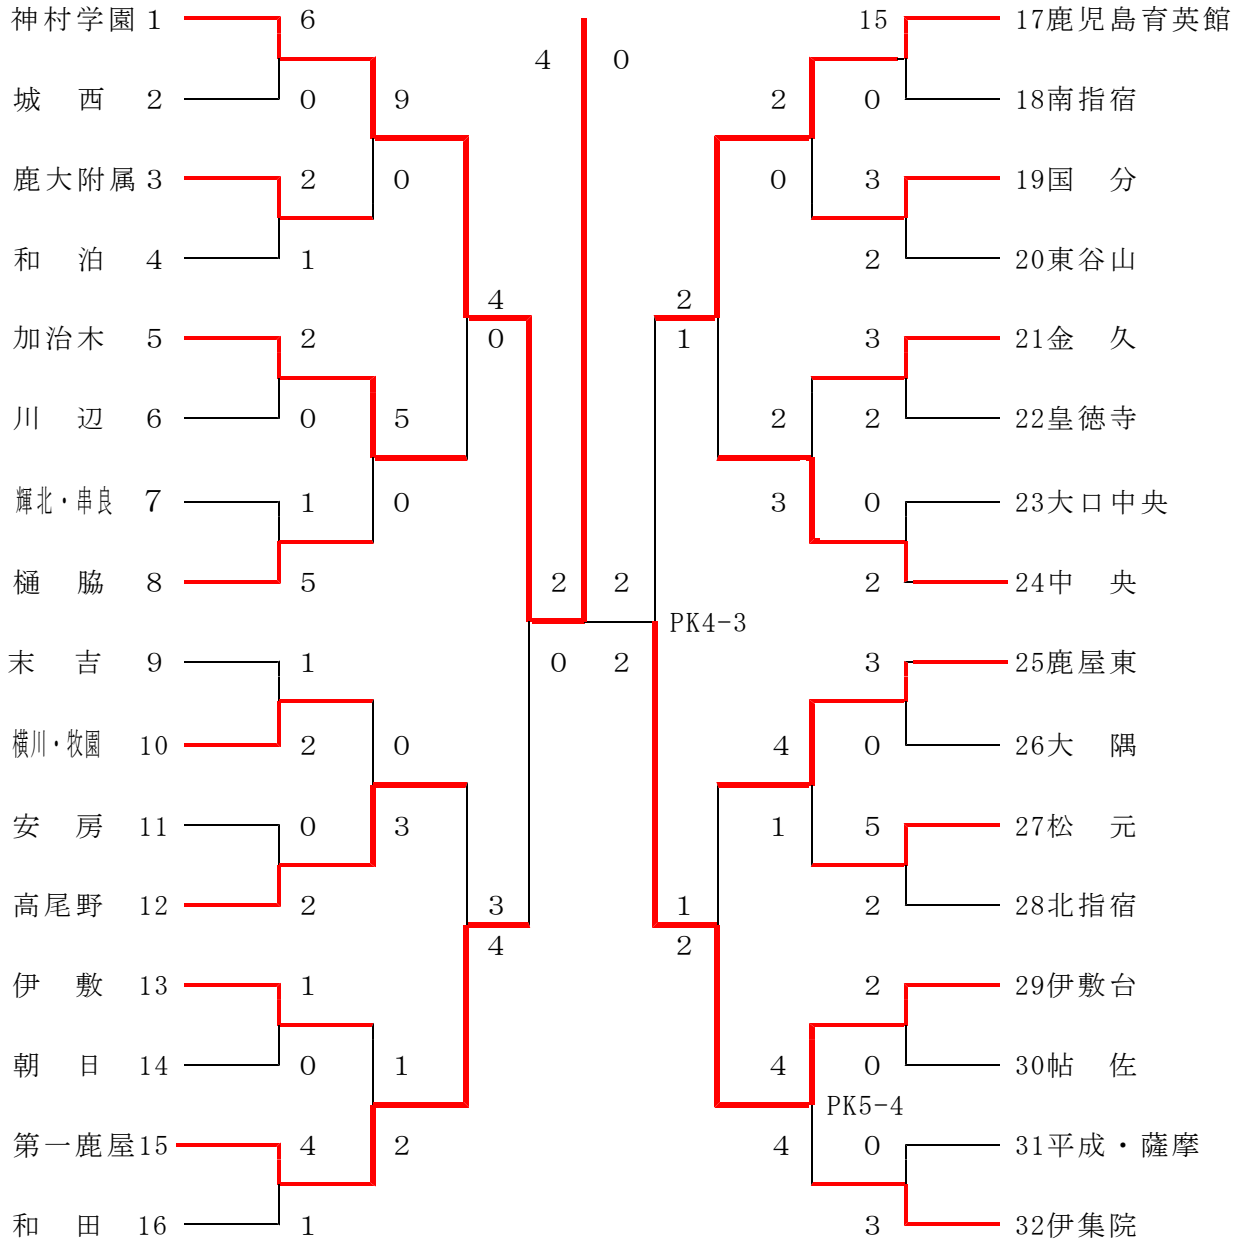 神村学園 1 6
城 西 2 0
9
鹿大附属 3 2
0
和 泊 4 1
4
0
加治木 5 2
川 辺 6 0
5
輝北・串良 7 1
0
樋 脇 8 5
2
0
末 吉 9 1
横川・牧園 10 2
0
安 房 11 0
3
高尾野 12 2
3
4
伊 敷 13 1
朝 日 14 0
1
第一鹿屋15 4
2
和 田 16 1
4 0
15 17鹿児島育英館
2
0 18南指宿
0
3 19国 分
2 20東谷山
2
1
3 21金 久
2
2 22皇徳寺
3
0 23大口中央
2 24中 央
2
PK4-3
2
3 25鹿屋東
4
0 26大 隅
1
5 27松 元
2 28北指宿
1
2
2 29伊敷台
4
0 30帖 佐
PK5-4
4
0 31平成・薩摩
3 32伊集院